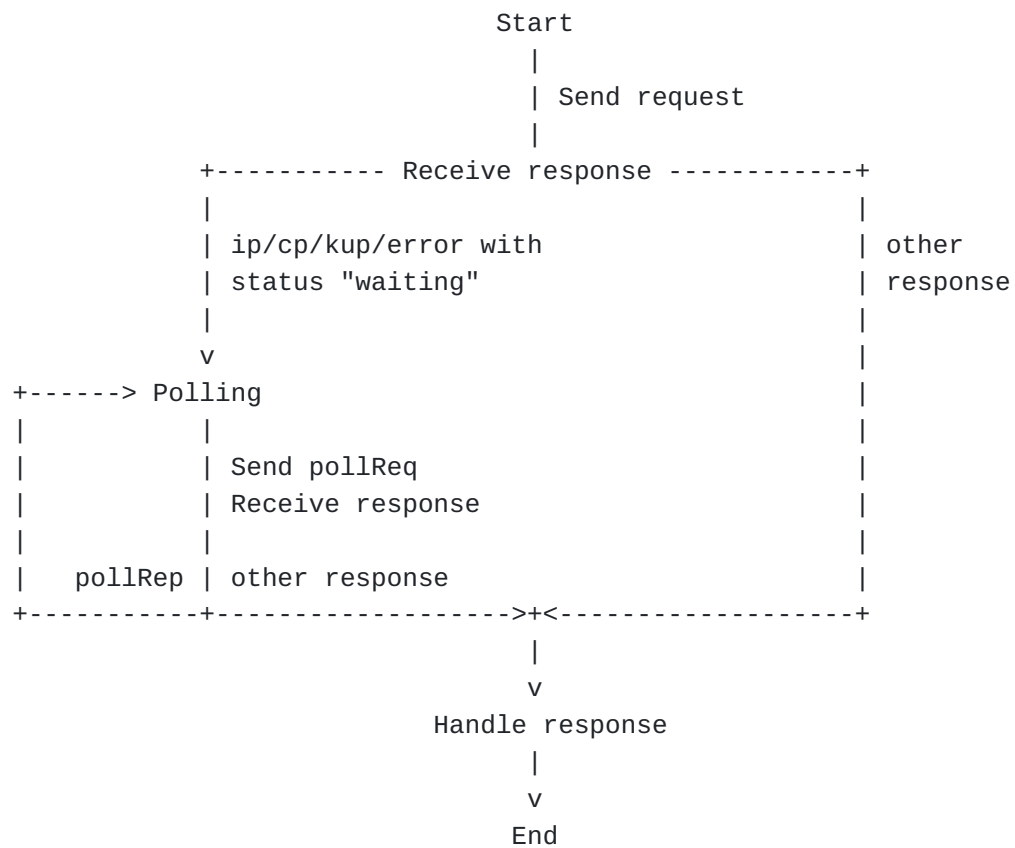 Start
Send request
Receive response
ip/cp/kup/error with other
status "waiting" response
Polling
Send pollReq
Receive response
pollRep other response
Handle response
End